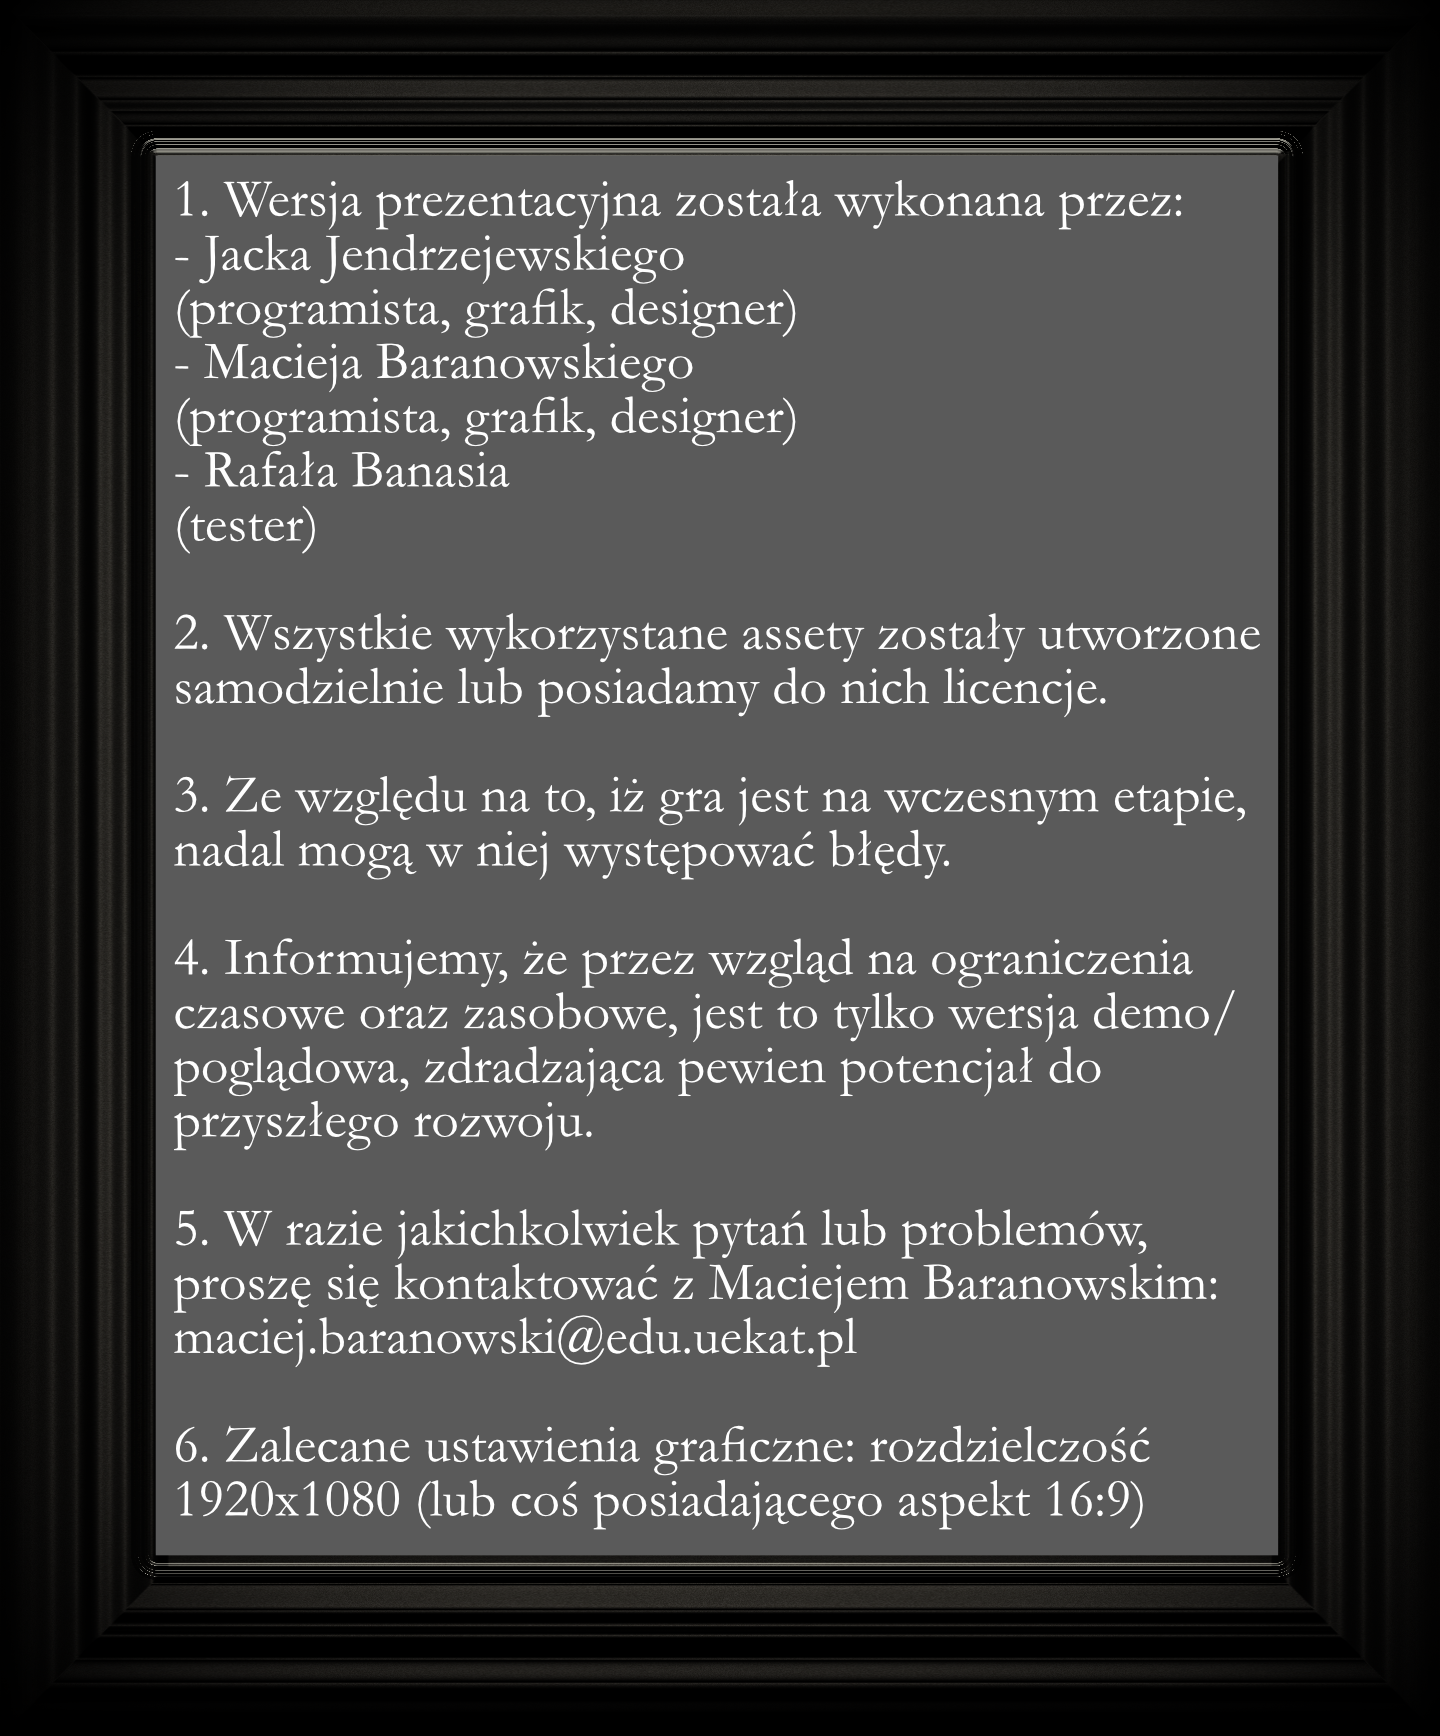 1. Wersja prezentacyjna została wykonana przez:
- Jacka Jendrzejewskiego
(programista, grafik, designer)
- Macieja Baranowskiego
(programista, grafik, designer)
- Rafała Banasia
(tester)
2. Wszystkie wykorzystane assety zostały utworzone
samodzielnie lub posiadamy do nich licencje.
3. Ze względu na to, iż gra jest na wczesnym etapie,
nadal mogą w niej występować błędy.
4. Informujemy, że przez wzgląd na ograniczenia
czasowe oraz zasobowe, jest to tylko wersja demo/
poglądowa, zdradzająca pewien potencjał do
przyszłego rozwoju.
5. W razie jakichkolwiek pytań lub problemów,
proszę się kontaktować z Maciejem Baranowskim:
maciej.baranowski@edu.uekat.pl
6. Zalecane ustawienia graficzne: rozdzielczość
1920x1080 (lub coś posiadającego aspekt 16:9)